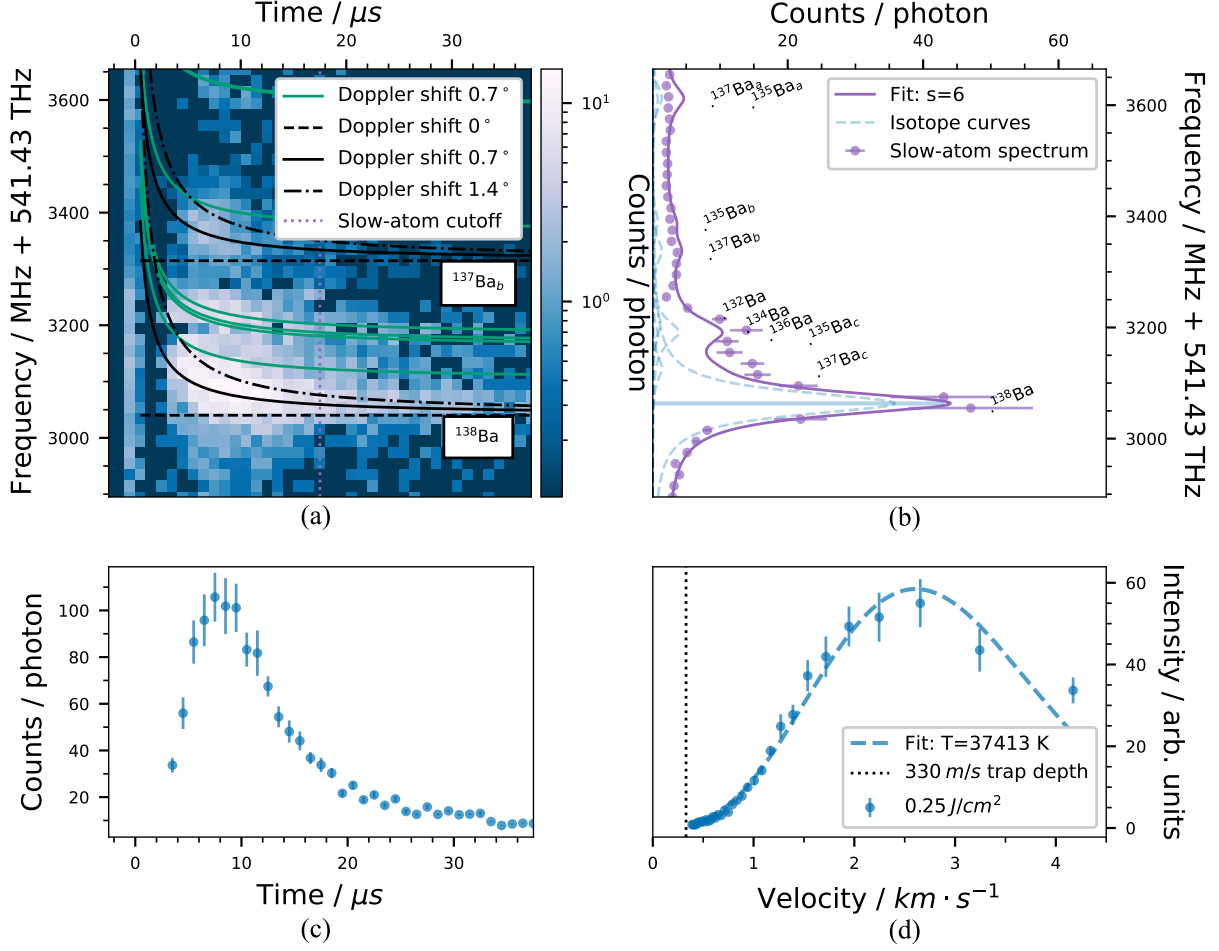 Time / μs
0 10 20 30
Frequency / MHz + 541.43 THz
3600
3400
3200
3000
Doppler shift 0.7°
Doppler shift 0°
Doppler shift 0.7°
Doppler shift 1.4°
Slow-atom cutoff
¹³⁷Ba_b
¹³⁸Ba
10¹
10⁰
(a)
Counts / photon
20 40 60
Counts / photon
Fit: s=6
Isotope curves
Slow-atom spectrum
¹³⁷Ba_a
¹³⁵Ba_a
¹³⁵Ba_b
¹³⁷Ba_b
¹³²Ba
¹³⁴Ba
¹³⁶Ba
¹³⁵Ba_c
¹³⁷Ba_c
¹³⁸Ba
3600
3400
3200
3000
Frequency / MHz + 541.43 THz
(b)
Counts / photon
100
80
60
40
20
0 10 20 30
Time / μs
(c)
Fit: T=37413 K
330 m/s trap depth
0.25 J/cm²
60
40
20
0
Intensity / arb. units
0 1 2 3 4
Velocity / km · s⁻¹
(d)